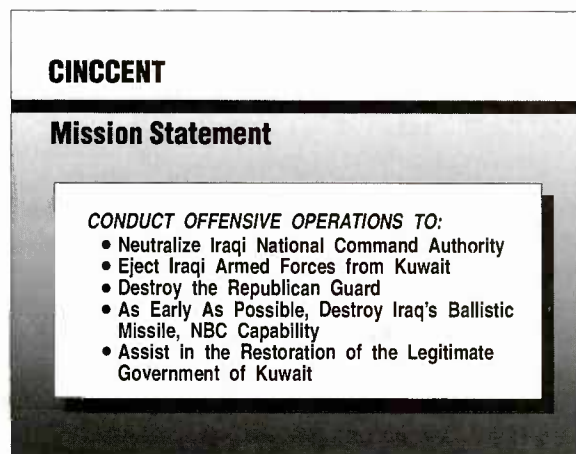 CINCCENT
Mission Statement
CONDUCT OFFENSIVE OPERATIONS TO:
• Neutralize Iraqi National Command Authority
• Eject Iraqi Armed Forces from Kuwait
• Destroy the Republican Guard
• As Early As Possible, Destroy Iraq's Ballistic
Missile, NBC Capability
• Assist in the Restoration of the Legitimate
Government of Kuwait